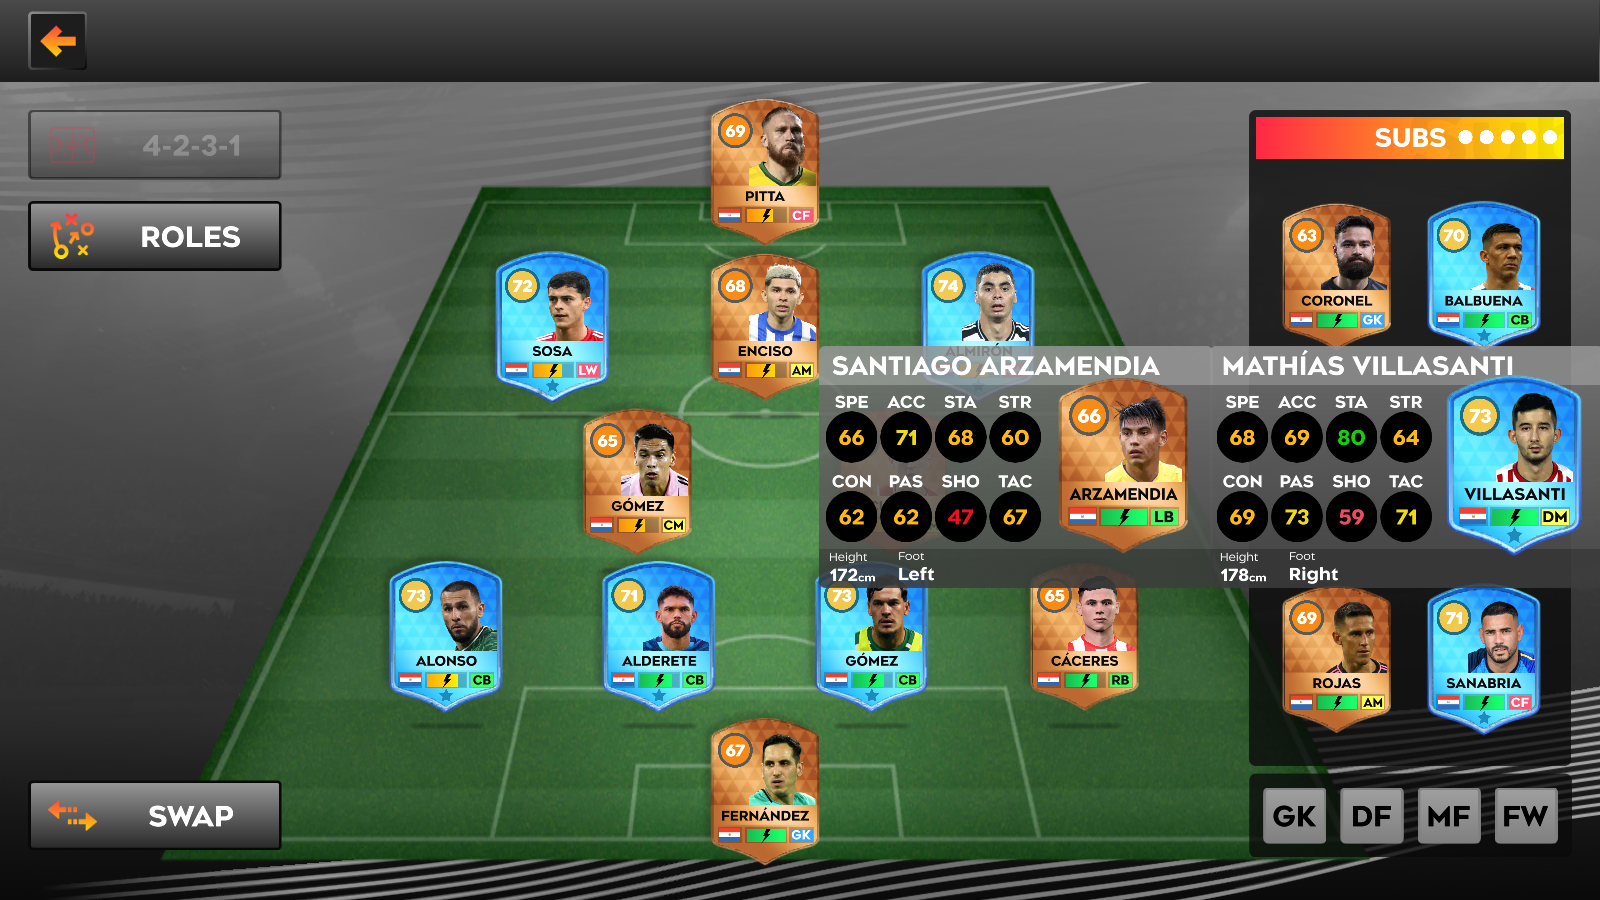 4-2-3-1
ROLES
SWAP
SUBS
69
PITTA
CF
72
SOSA
LW
68
ENCISO
AM
74
ALMIRÓN
65
GÓMEZ
CM
73
ALONSO
CB
71
ALDERETE
CB
73
GÓMEZ
CB
65
CÁCERES
RB
67
FERNÁNDEZ
GK
63
CORONEL
GK
70
BALBUENA
CB
SANTIAGO ARZAMENDIA
SPE ACC STA STR
66 71 68 60
CON PAS SHO TAC
62 62 47 67
Height Foot
172cm Left
66
ARZAMENDIA
LB
MATHÍAS VILLASANTI
SPE ACC STA STR
68 69 80 64
CON PAS SHO TAC
69 73 59 71
Height Foot
178cm Right
73
VILLASANTI
DM
69
ROJAS
AM
71
SANABRIA
CF
GK DF MF FW